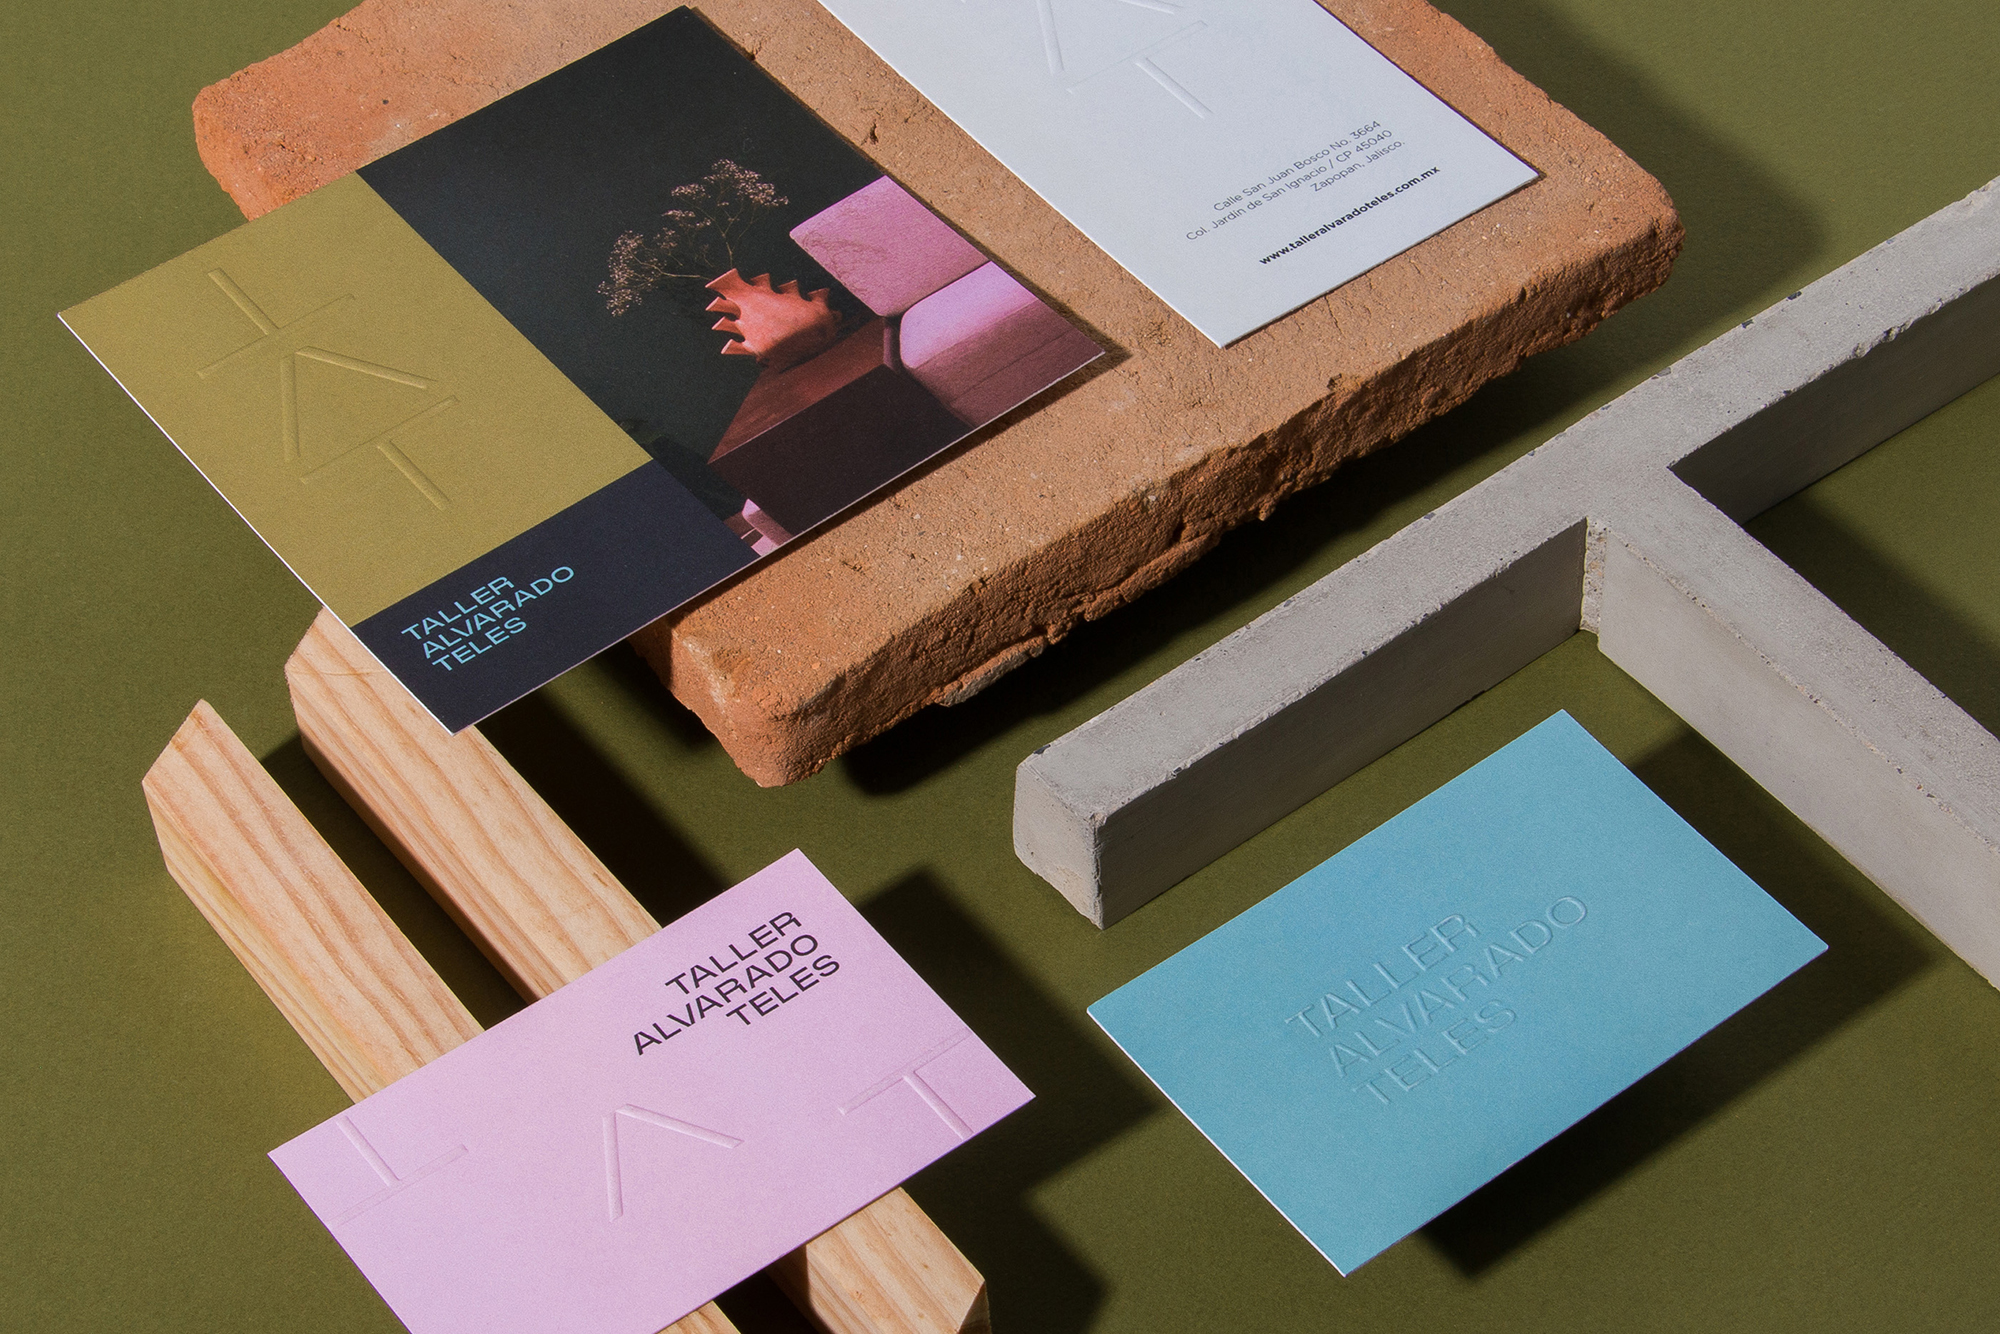 TALLER
ALVARADO
TELES
Calle San Juan Bosco No. 3664
Col. Jardín de San Ignacio / CP 45040
Zapopan, Jalisco.
www.talleralvaradoteles.com.mx
TALLER
ALVARADO
TELES
L A T
TALLER
ALVARADO
TELES